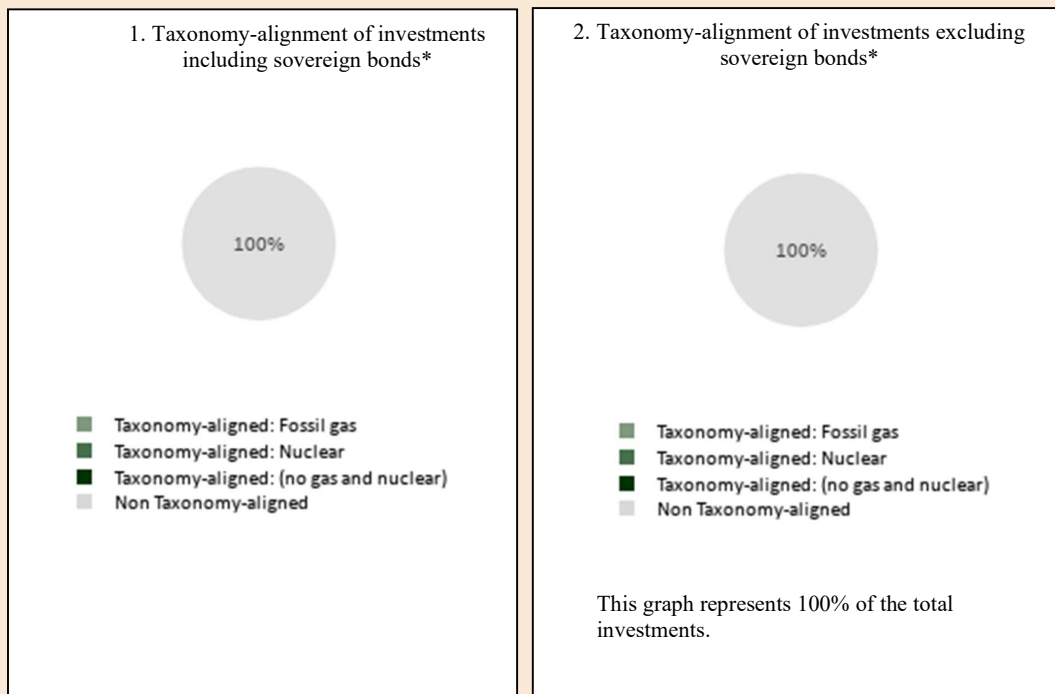 1. Taxonomy-alignment of investments
including sovereign bonds*
100%
Taxonomy-aligned: Fossil gas
Taxonomy-aligned: Nuclear
Taxonomy-aligned: (no gas and nuclear)
Non Taxonomy-aligned
2. Taxonomy-alignment of investments excluding
sovereign bonds*
100%
Taxonomy-aligned: Fossil gas
Taxonomy-aligned: Nuclear
Taxonomy-aligned: (no gas and nuclear)
Non Taxonomy-aligned
This graph represents 100% of the total
investments.